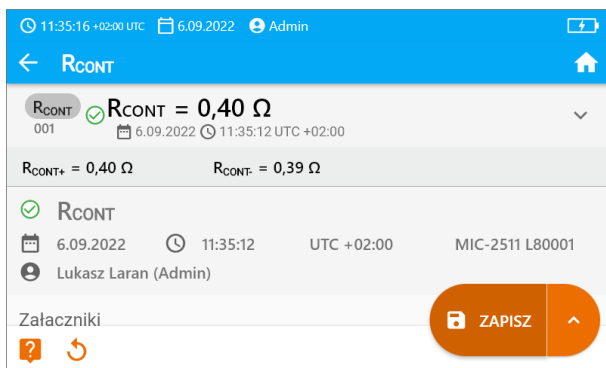 11:35:16 +02:00 UTC 6.09.2022 Admin
RCONT
RCONT RCONT = 0,40 Ω
001 6.09.2022 11:35:12 UTC +02:00
RCONT+ = 0,40 Ω RCONT- = 0,39 Ω
RCONT
6.09.2022 11:35:12 UTC +02:00 MIC-2511 L80001
Lukasz Laran (Admin)
Załaczniki
ZAPISZ
?